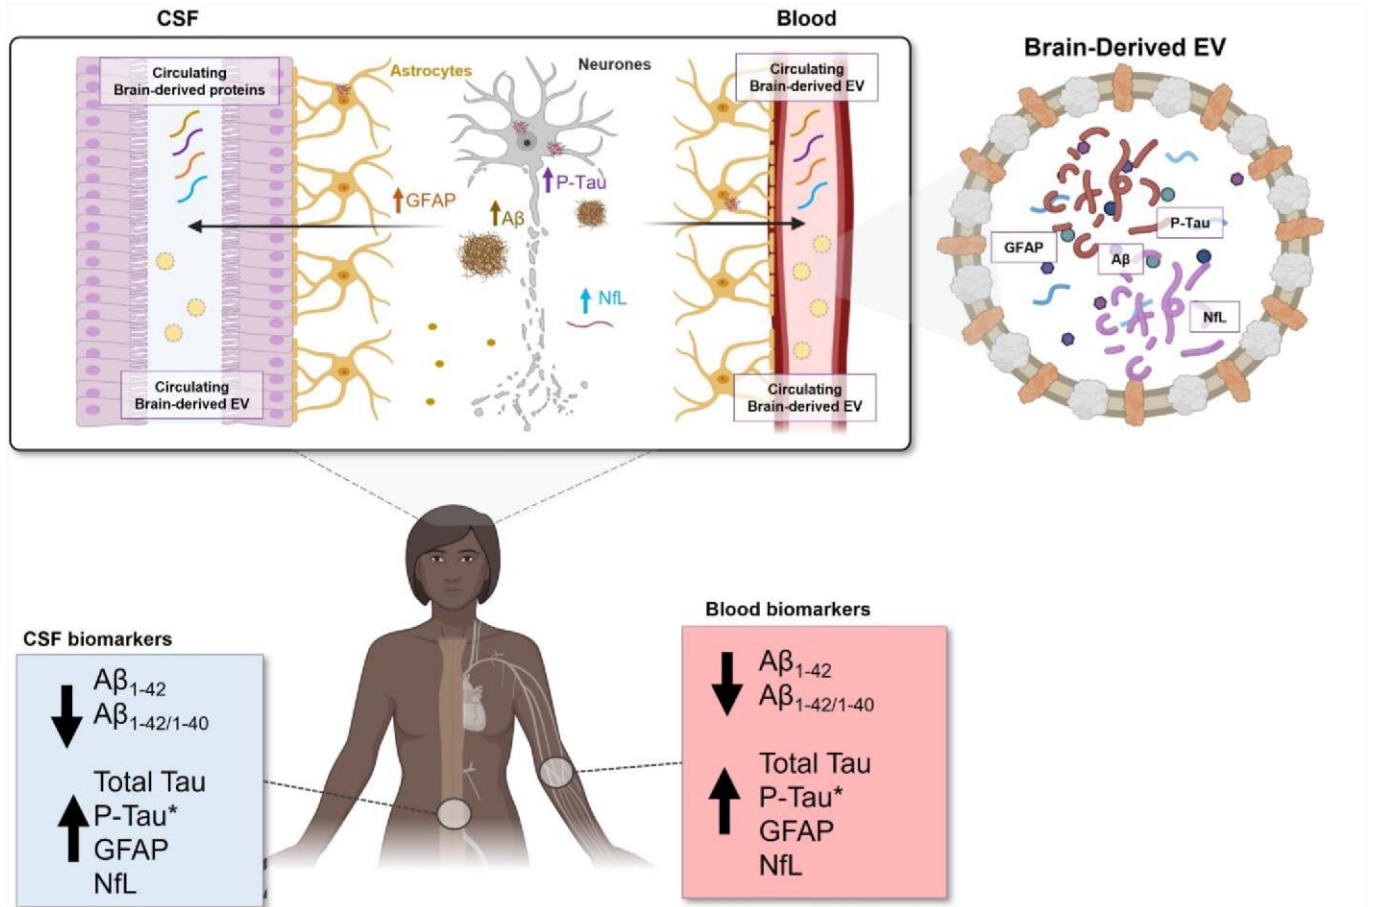 CSF
Blood
Brain-Derived EV
Circulating
Brain-derived proteins
Astrocytes
Neurones
Circulating
Brain-derived EV
P-Tau
GFAP
Aβ
NfL
Circulating
Brain-derived EV
Circulating
Brain-derived EV
P-Tau
GFAP
Aβ
NfL
CSF biomarkers
Aβ1-42
Aβ1-42/1-40
Total Tau
P-Tau*
GFAP
NfL
Blood biomarkers
Aβ1-42
Aβ1-42/1-40
Total Tau
P-Tau*
GFAP
NfL